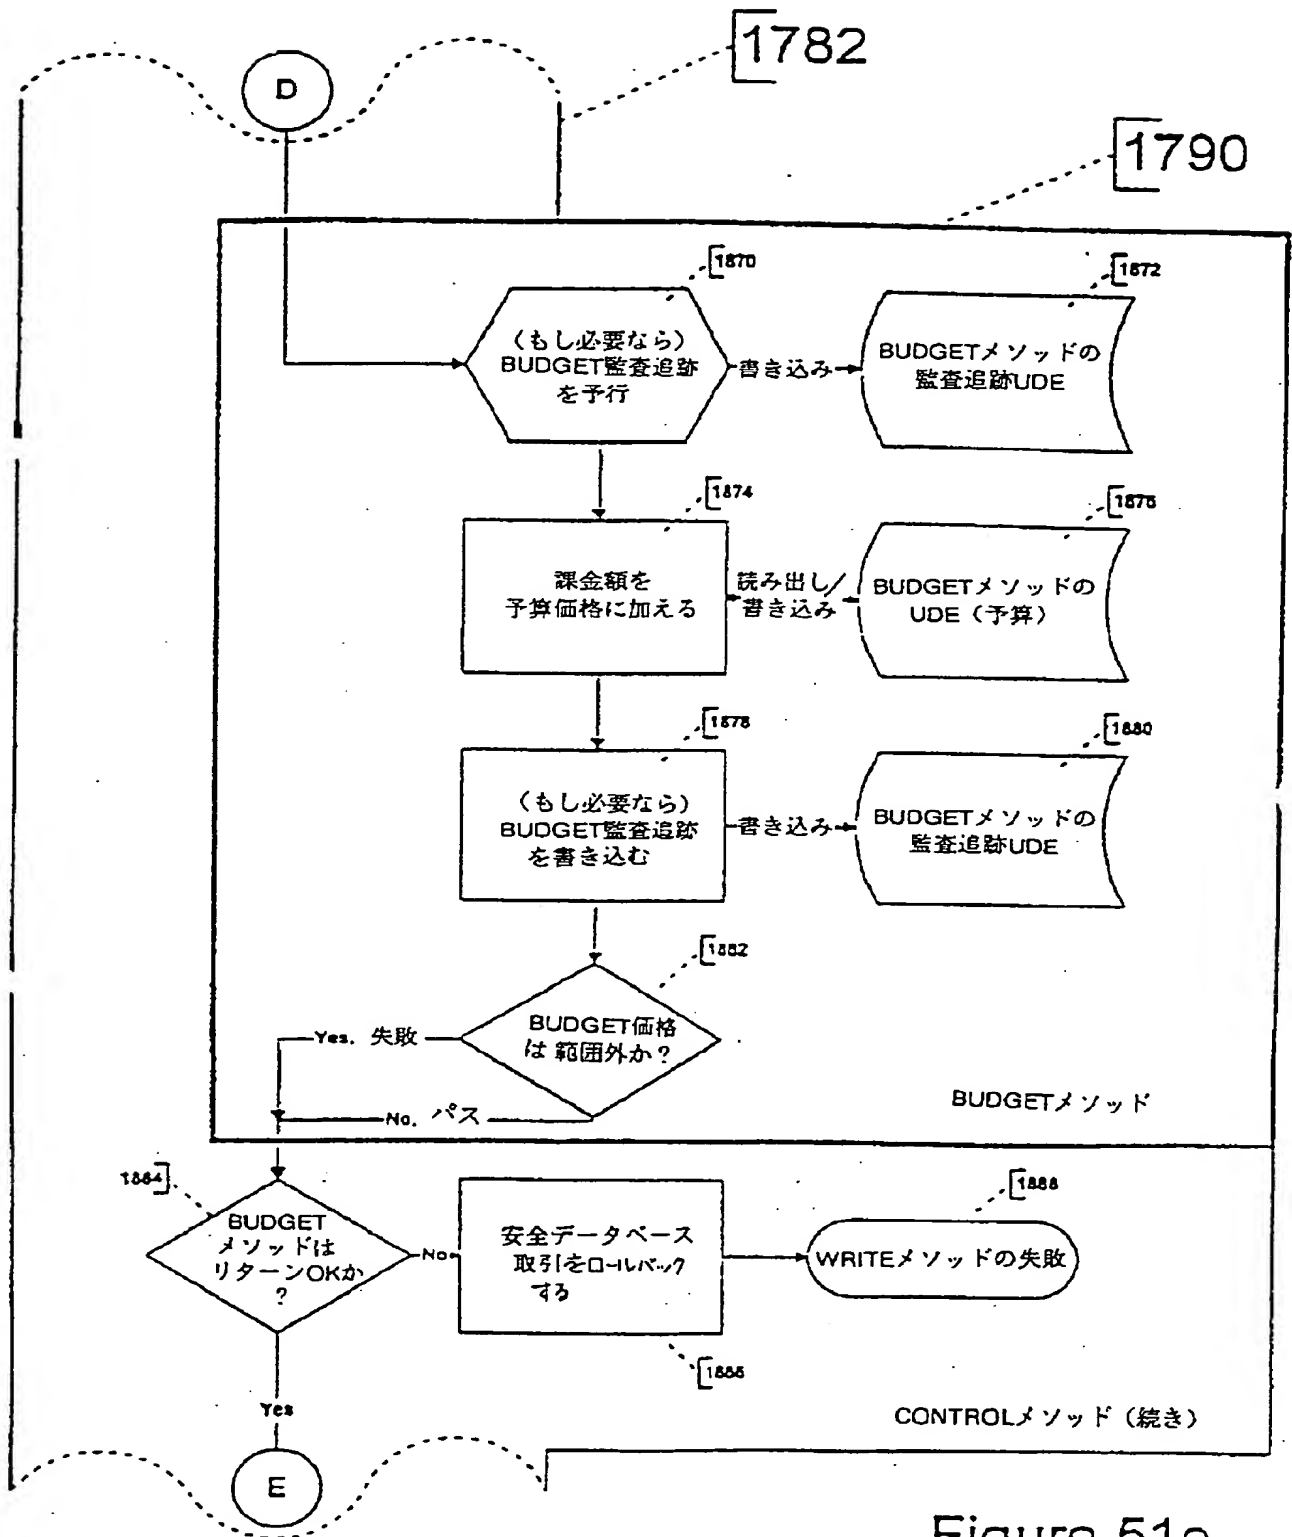 1782
D
1790
1870
(もし必要なら)
BUDGET監査追跡
を予行
書き込み
1872
BUDGETメソッドの
監査追跡UDE
1874
課金額を
予算価格に加える
読み出し/
書き込み
BUDGETメソッドの
UDE(予算)
1878
(もし必要なら)
BUDGET監査追跡
を書き込む
書き込み
1880
BUDGETメソッドの
監査追跡UDE
1882
BUDGET価格
は範囲外か?
Yes. 失敗
No. パス
BUDGETメソッド
1884
BUDGET
メソッドは
リターンOKか
?
No
安全データベース
取引をロールバック
する
1888
WRITEメソッドの失敗
Yes
CONTROLメソッド(続き)
E
Figure 51e